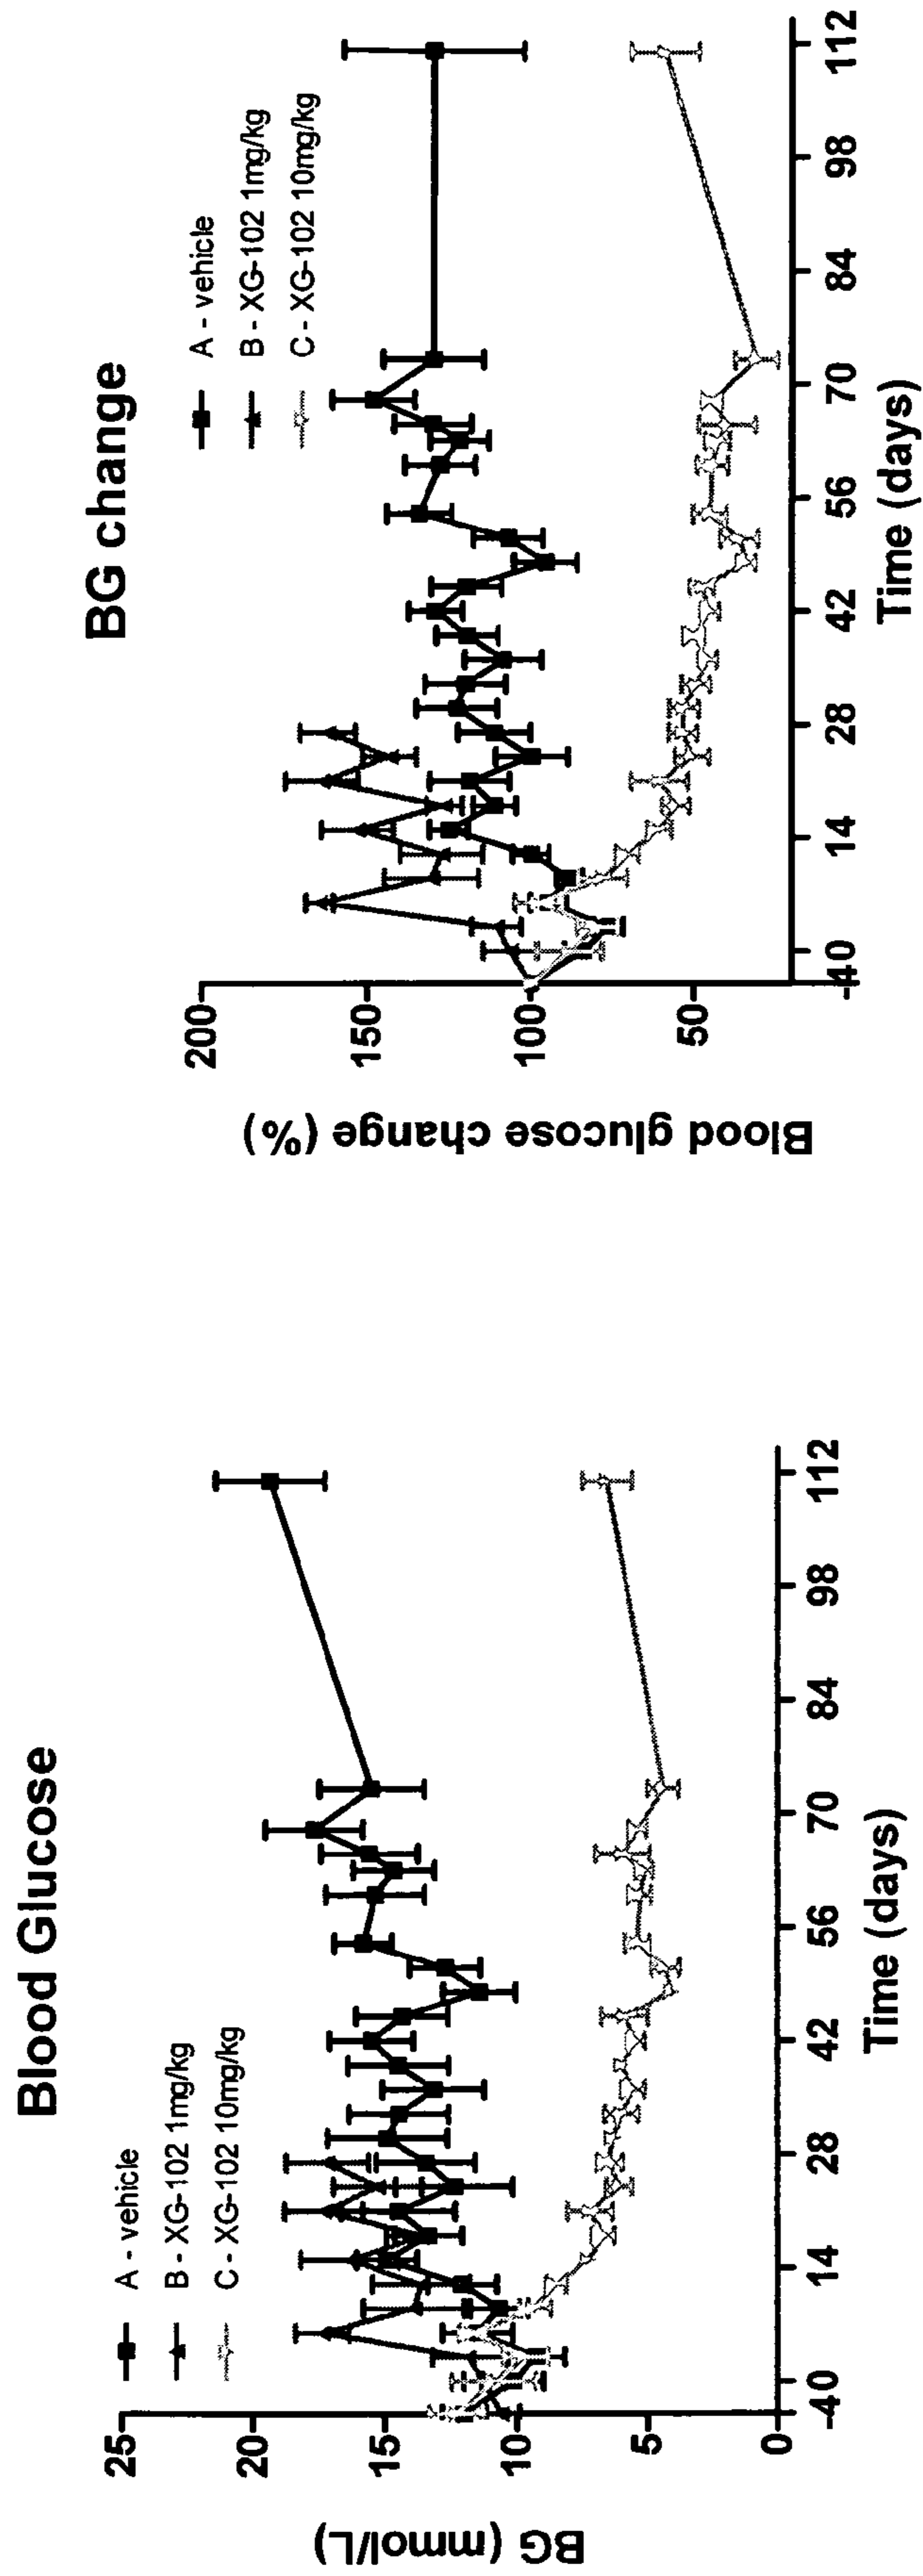 Blood Glucose
A - vehicle
B - XG-102 1mg/kg
C - XG-102 10mg/kg
BG (mmol/L)
25
20
15
10
5
0
-40 14 28 42 56 70 84 98 112
Time (days)
BG change
A - vehicle
B - XG-102 1mg/kg
C - XG-102 10mg/kg
Blood glucose change (%)
200
150
100
50
-40 14 28 42 56 70 84 98 112
Time (days)